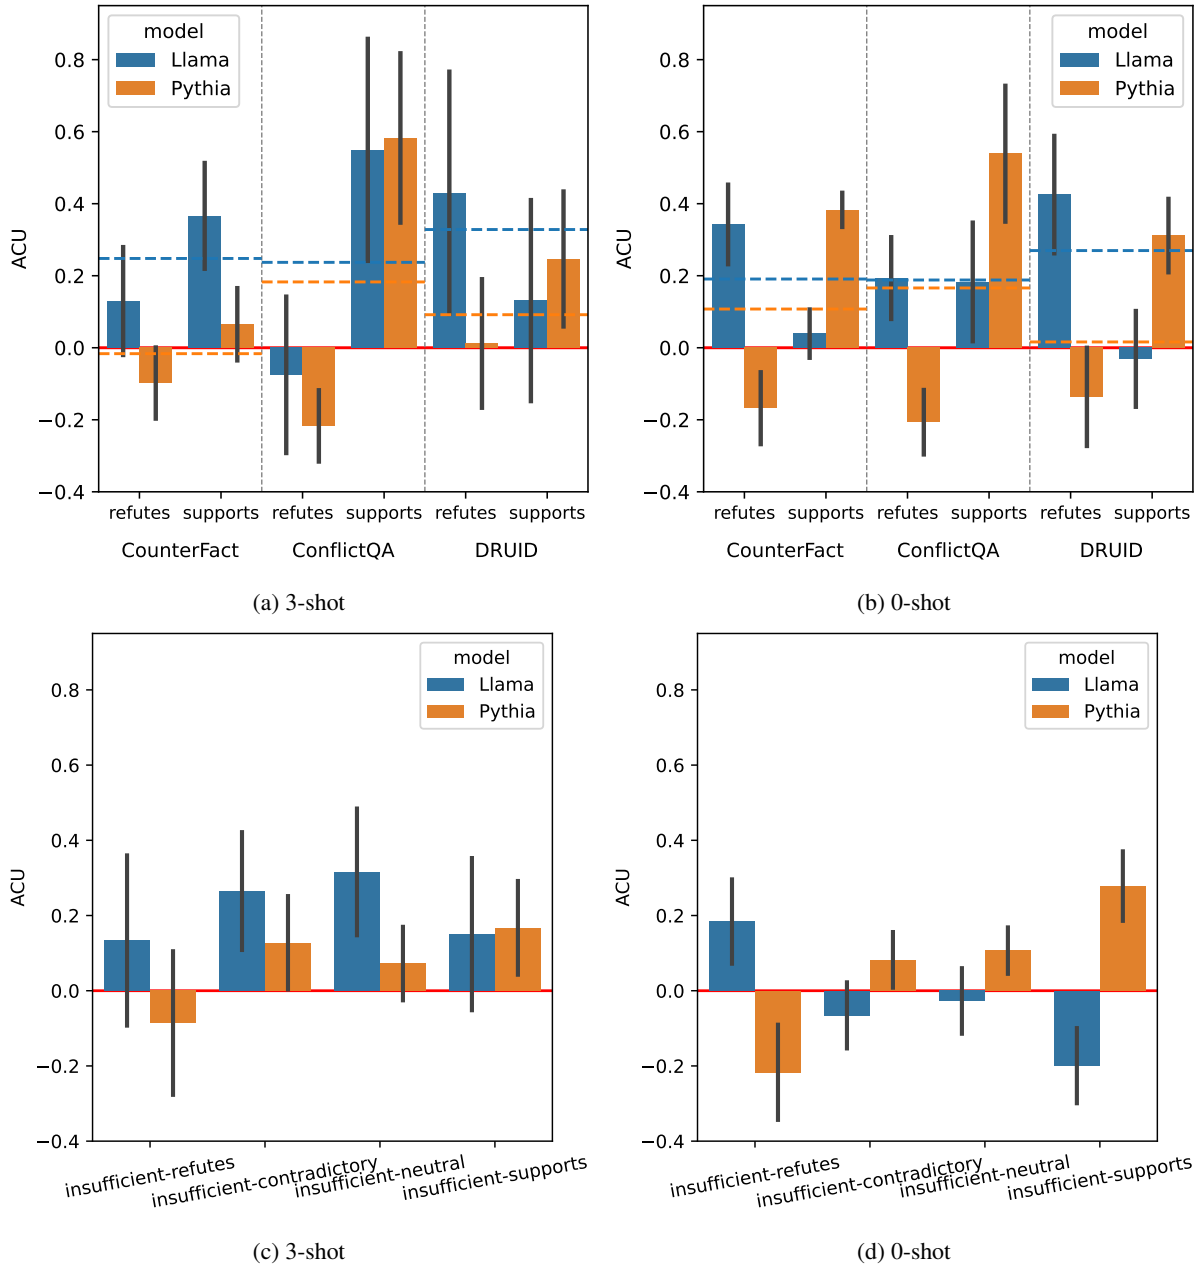 model
Llama
Pythia
ACU
0.8
0.6
0.4
0.2
0.0
−0.2
−0.4
refutes supports refutes supports refutes supports
CounterFact ConflictQA DRUID
(a) 3-shot
model
Llama
Pythia
ACU
0.8
0.6
0.4
0.2
0.0
−0.2
−0.4
refutes supports refutes supports refutes supports
CounterFact ConflictQA DRUID
(b) 0-shot
model
Llama
Pythia
ACU
0.8
0.6
0.4
0.2
0.0
−0.2
−0.4
insufficient-refutes
insufficient-contradictory
insufficient-neutral
insufficient-supports
(c) 3-shot
model
Llama
Pythia
ACU
0.8
0.6
0.4
0.2
0.0
−0.2
−0.4
insufficient-refutes
insufficient-contradictory
insufficient-neutral
insufficient-supports
(d) 0-shot